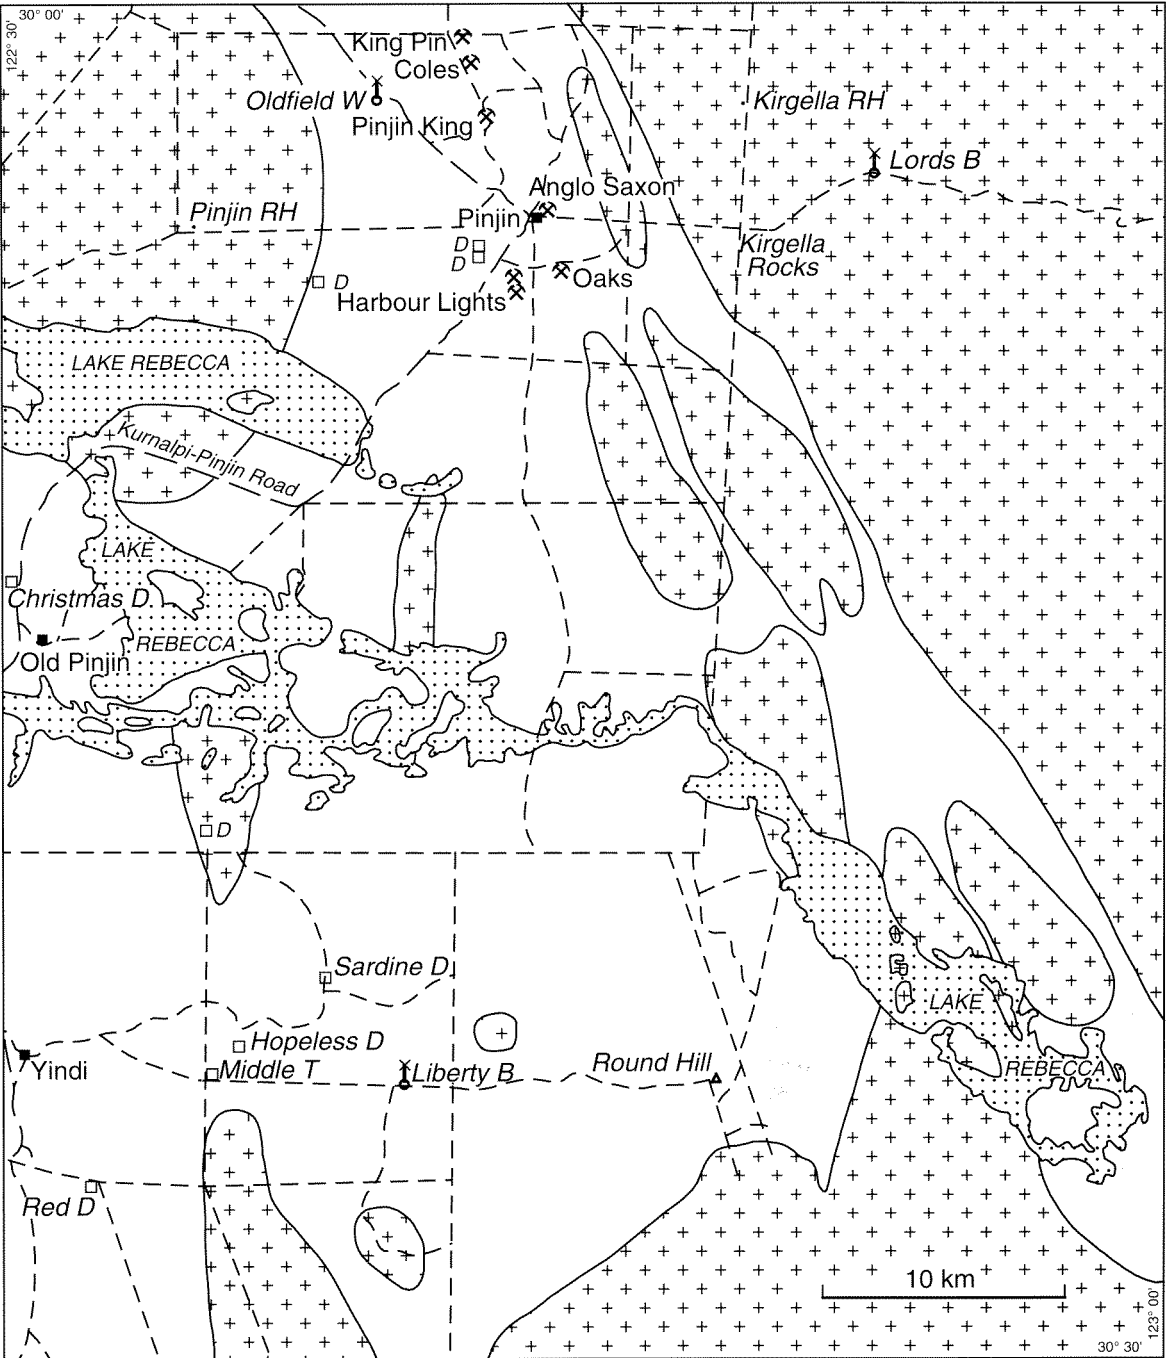 30° 00'
122° 30'
King Pin
Coles
Oldfield W
Pinjin King
Kirgella RH
Lords B
Anglo Saxon
Pinjin RH
Pinjin
D
D
Kirgella
Rocks
D
Oaks
Harbour Lights
LAKE REBECCA
Kurnalpi-Pinjin Road
LAKE
Christmas D
REBECCA
Old Pinjin
D
Sardine D
LAKE
Hopeless D
Yindi
Middle T
Liberty B
Round Hill
REBECCA
Red D
10 km
123° 00'
30° 30'